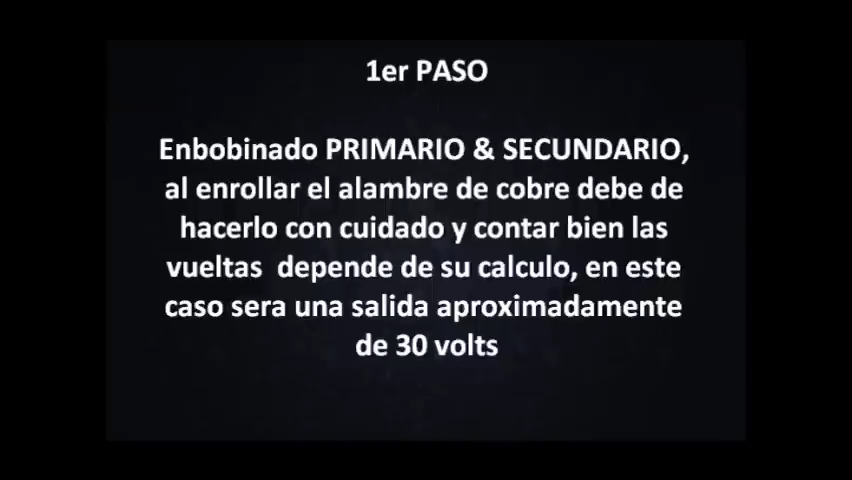 1er PASO
Enbobinado PRIMARIO & SECUNDARIO,
al enrollar el alambre de cobre debe de
hacerlo con cuidado y contar bien las
vueltas  depende de su calculo, en este
caso sera una salida aproximadamente
de 30 volts